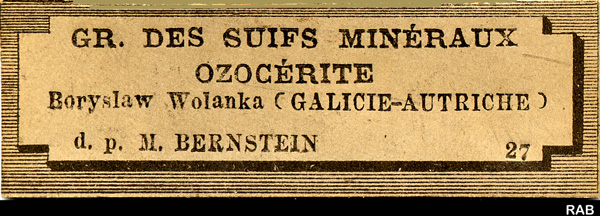 GR. DES SUIFS MINÉRAUX
OZOCÉRITE
Boryslaw Wolanka (GALICIE-AUTRICHE)
d. p. M. BERNSTEIN 27
RAB